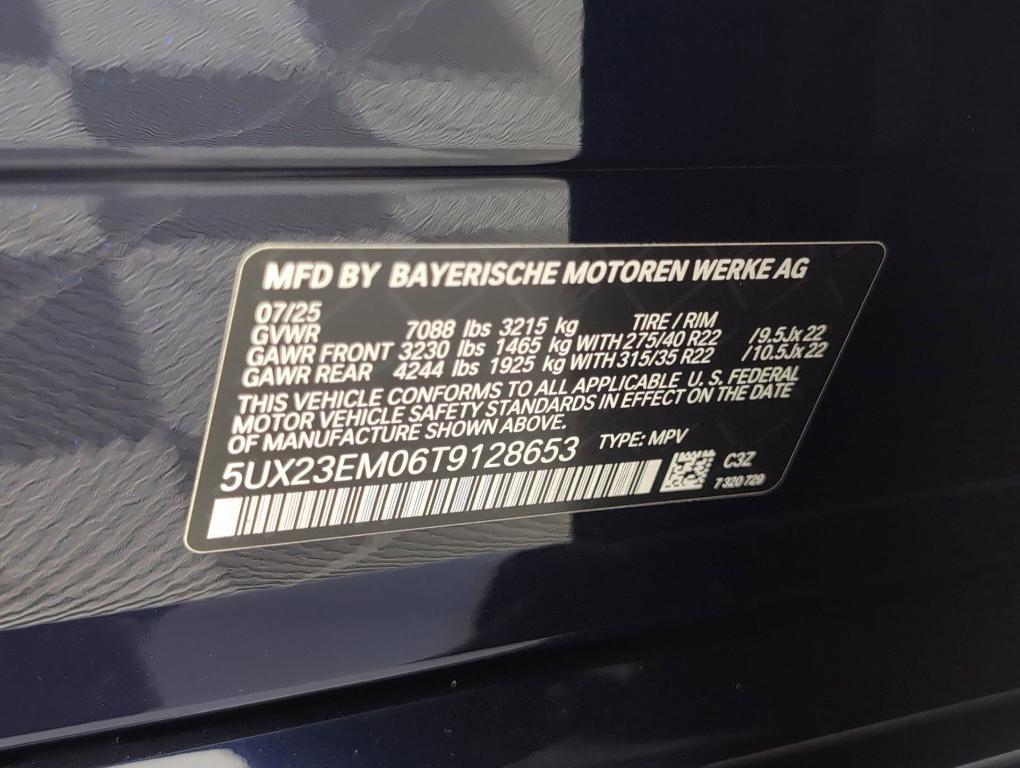 MFD BY BAYERISCHE MOTOREN WERKE AG
07/25
GVWR 7088 lbs 3215 kg TIRE / RIM
GAWR FRONT 3230 lbs 1465 kg WITH 275/40 R22 /9.5Jx22
GAWR REAR 4244 lbs 1925 kg WITH 315/35 R22 /10.5Jx22
THIS VEHICLE CONFORMS TO ALL APPLICABLE U. S. FEDERAL
MOTOR VEHICLE SAFETY STANDARDS IN EFFECT ON THE DATE
OF MANUFACTURE SHOWN ABOVE.
5UX23EM06T9128653 TYPE: MPV
C3Z
7320729